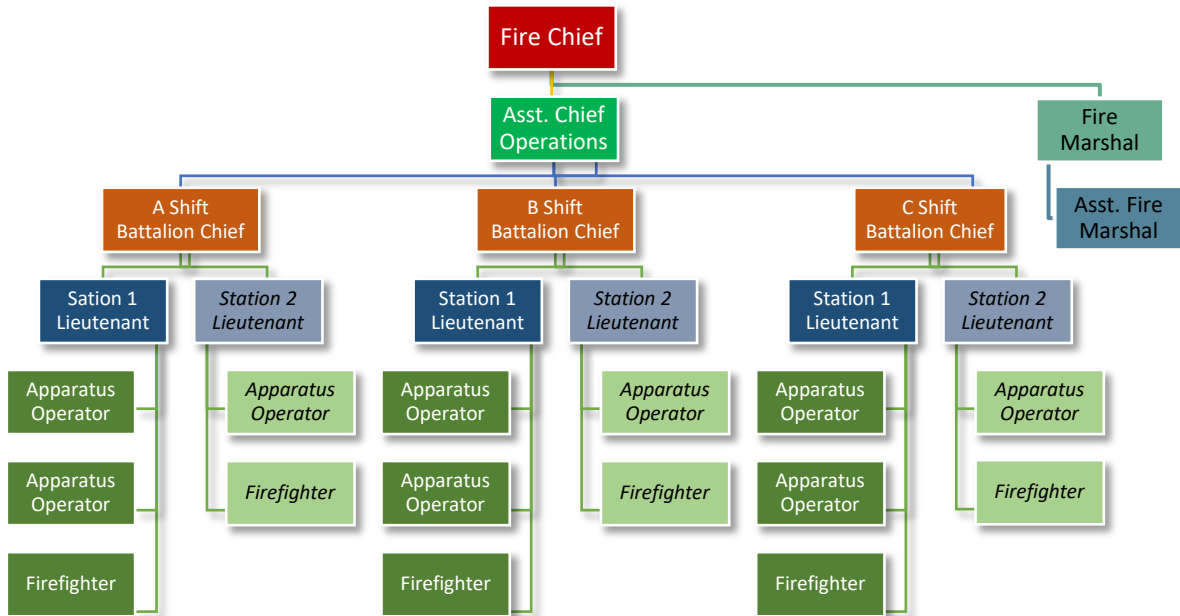 Fire Chief
Asst. Chief
Operations
Fire
Marshal
Asst. Fire
Marshal
A Shift
Battalion Chief
B Shift
Battalion Chief
C Shift
Battalion Chief
Sation 1
Lieutenant
Station 2
Lieutenant
Station 1
Lieutenant
Station 2
Lieutenant
Station 1
Lieutenant
Station 2
Lieutenant
Apparatus
Operator
Apparatus
Operator
Apparatus
Operator
Apparatus
Operator
Apparatus
Operator
Apparatus
Operator
Apparatus
Operator
Firefighter
Apparatus
Operator
Firefighter
Apparatus
Operator
Firefighter
Firefighter
Firefighter
Firefighter